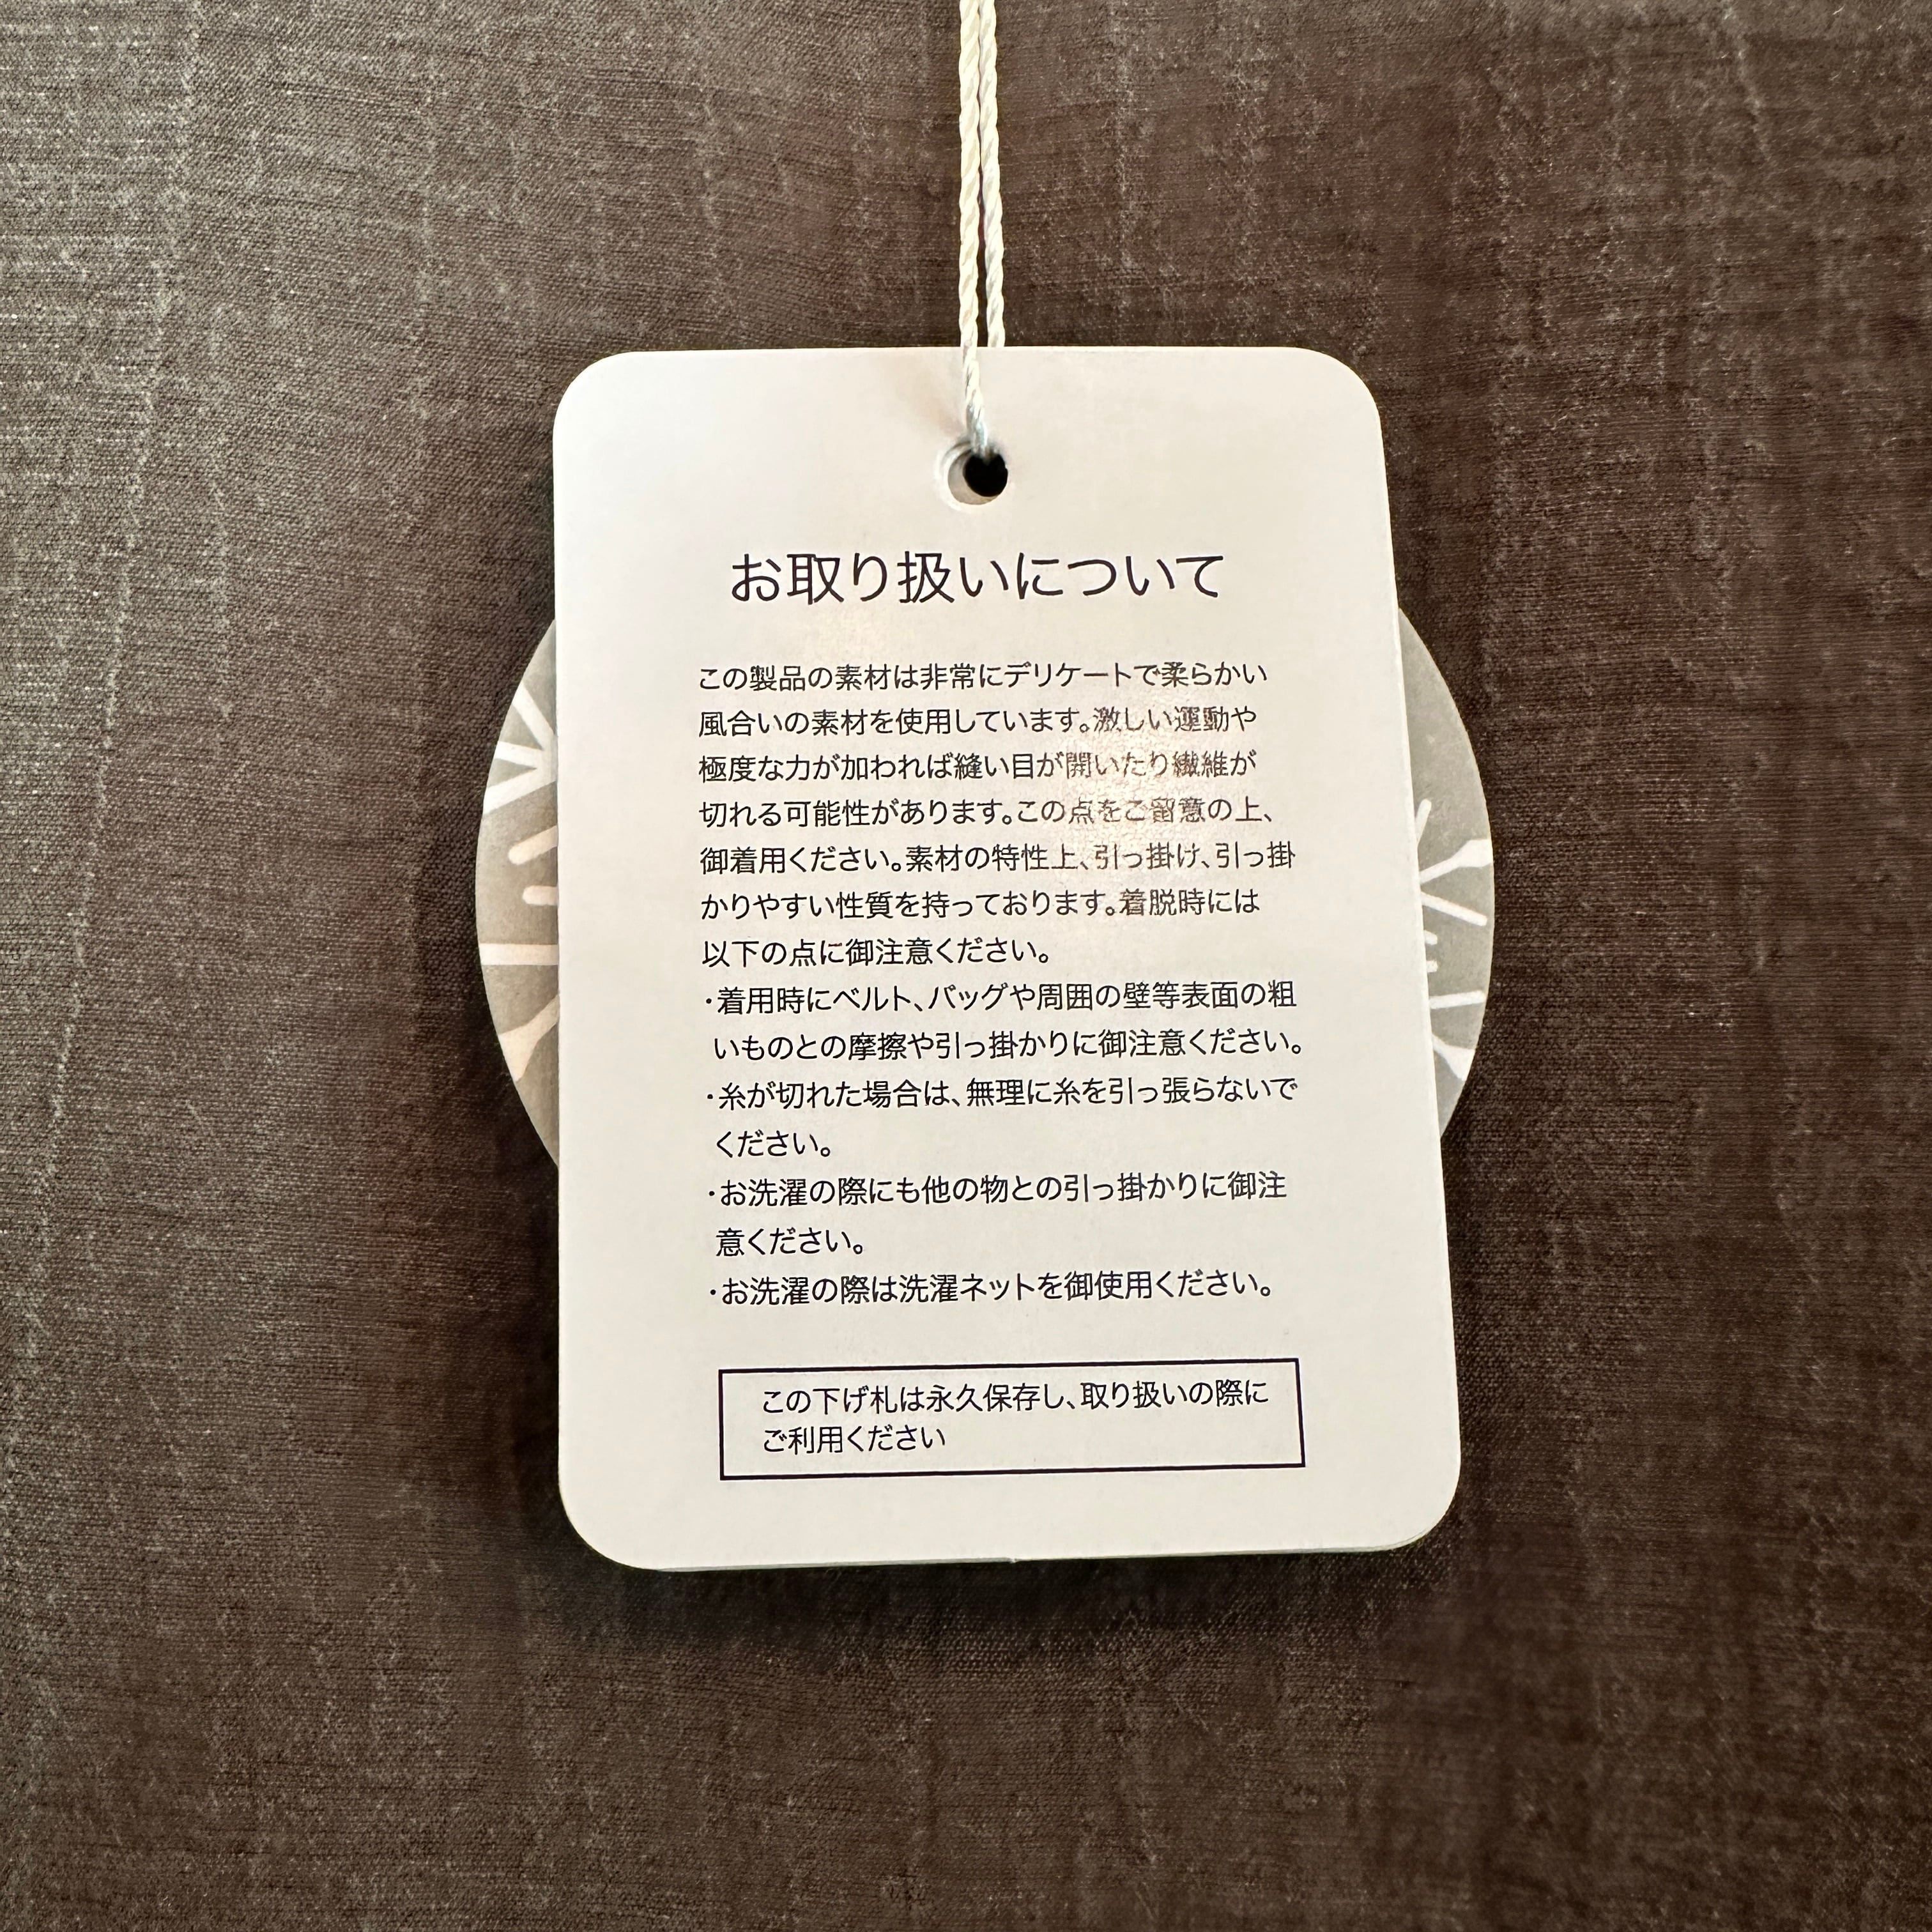 お取り扱いについて
この製品の素材は非常にデリケートで柔らかい
風合いの素材を使用しています。激しい運動や
極度な力が加われば縫い目が開いたり繊維が
切れる可能性があります。この点をご留意の上、
御着用ください。素材の特性上、引っ掛け、引っ掛
かりやすい性質を持っております。着脱時には
以下の点に御注意ください。
・着用時にベルト、バッグや周囲の壁等表面の粗
いものとの摩擦や引っ掛かりに御注意ください。
・糸が切れた場合は、無理に糸を引っ張らないで
ください。
・お洗濯の際にも他の物との引っ掛かりに御注
意ください。
・お洗濯の際は洗濯ネットを御使用ください。
この下げ札は永久保存し、取り扱いの際に
ご利用ください